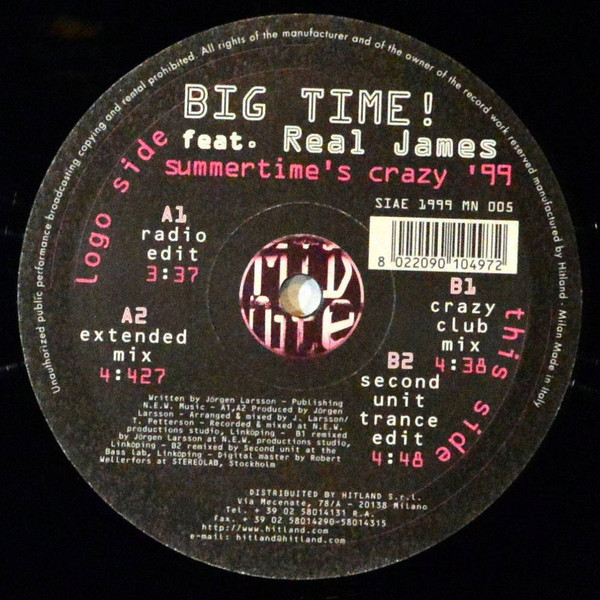 Unauthorized public performance broadcasting copying and rental prohibited. All rights of the manufacturer and of the owner of the record work reserved manufactured by Hitland - Milan Made in Italy
BIG TIME!
feat. Real James
summertime's crazy '99
logo side
SIAE 1999 MN 005
8 022090 104972
A1
radio
edit
3:37
B1
crazy
club
mix
4:38
this side
A2
extended
mix
4:427
B2
second
unit
trance
edit
4:48
Written by Jörgen Larsson - Publishing
N.E.W. Music - A1,A2 Produced by Jörgen
Larsson - Arranged & mixed by J. Larsson/
T. Petterson - Recorded & mixed at N.E.W.
productions studio, Linköping - B1 remixed
by Jörgen Larsson at N.E.W. productions studio,
Linköping - B2 remixed by Second unit at the
Bass lab, Linköping - Digital master by Robert
Wellerfors at STEREOLAB, Stockholm
DISTRIBUITED BY HITLAND S.r.l.
Via Mecenate, 78/A - 20138 Milano
Tel. + 39 02 58014131 R.A.
Fax. + 39 02 58014290-58014315
http://www.hitland.com
e-mail: hitland@hitland.com